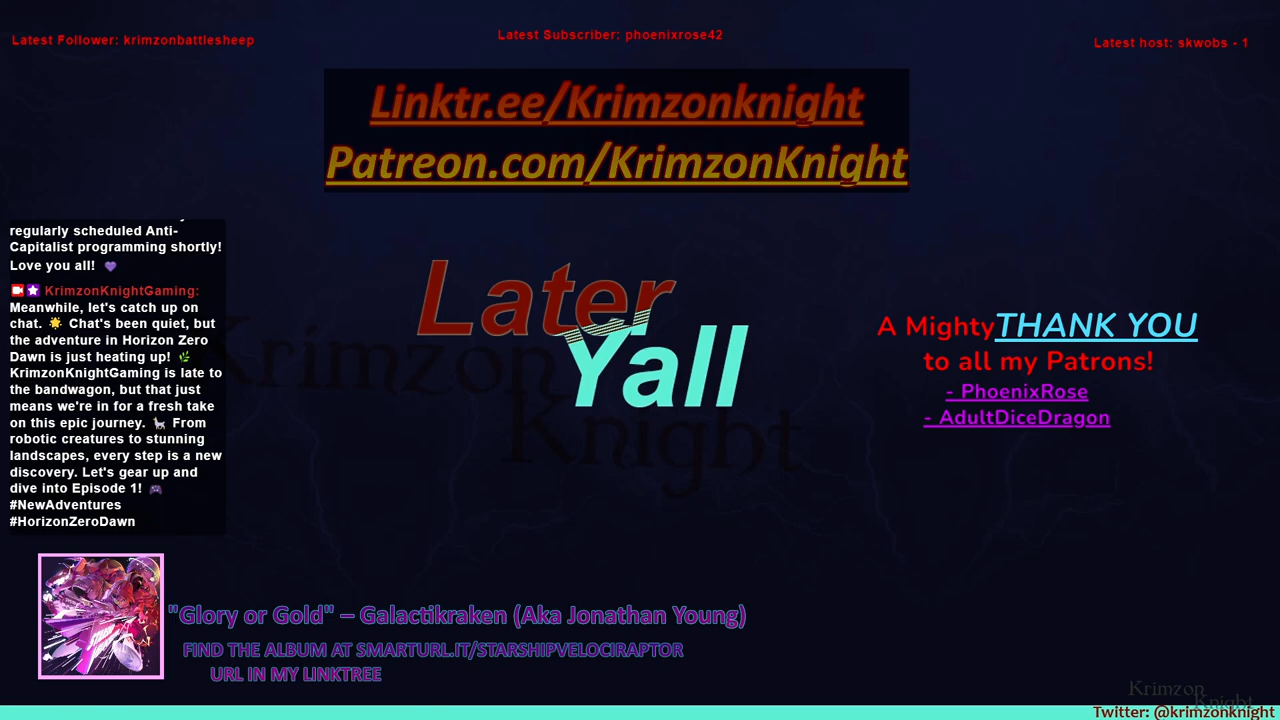 Latest Follower: krimzonbattlesheep
Latest Subscriber: phoenixrose42
Latest host: skwobs - 1
Linktr.ee/Krimzonknight
Patreon.com/KrimzonKnight
regularly scheduled Anti-
Capitalist programming shortly!
Love you all! 💜
KrimzonKnightGaming:
Meanwhile, let's catch up on
chat. 🌟 Chat's been quiet, but
the adventure in Horizon Zero
Dawn is just heating up! 🌿
KrimzonKnightGaming is late to
the bandwagon, but that just
means we're in for a fresh take
on this epic journey. 🐕 From
robotic creatures to stunning
landscapes, every step is a new
discovery. Let's gear up and
dive into Episode 1! 🎮
#NewAdventures
#HorizonZeroDawn
Later
Yall
Krimzon
Knight
A Mighty THANK YOU
to all my Patrons!
- PhoenixRose
- AdultDiceDragon
"Glory or Gold" – Galactikraken (Aka Jonathan Young)
FIND THE ALBUM AT SMARTURL.IT/STARSHIPVELOCIRAPTOR
URL IN MY LINKTREE
Krimzon
Knight
Twitter: @krimzonknight